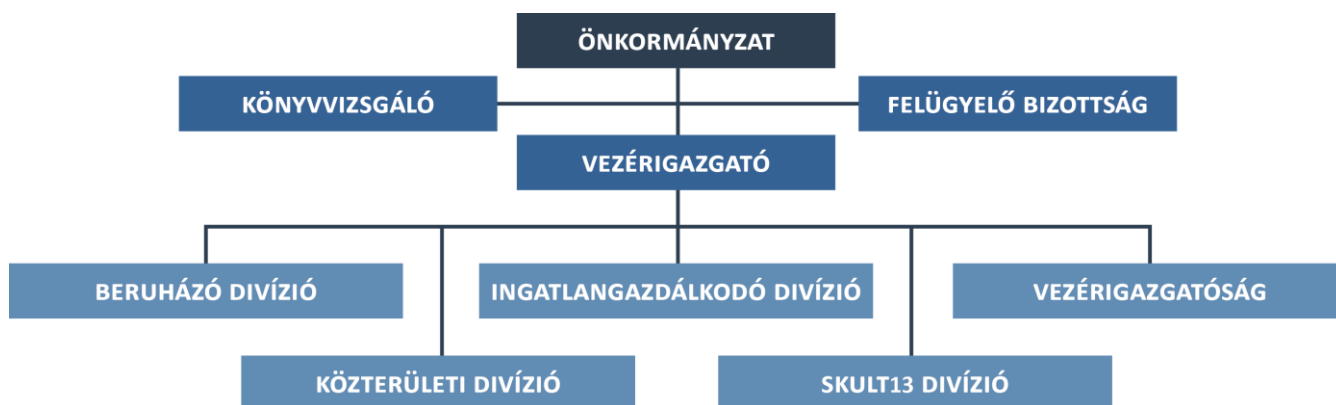 ÖNKORMÁNYZAT
KÖNYVVIZSGÁLÓ
FELÜGYELŐ BIZOTTSÁG
VEZÉRIGAZGATÓ
BERUHÁZÓ DIVÍZIÓ
INGATLANGAZDÁLKODÓ DIVÍZIÓ
VEZÉRIGAZGATÓSÁG
KÖZTERÜLETI DIVÍZIÓ
SKULT13 DIVÍZIÓ